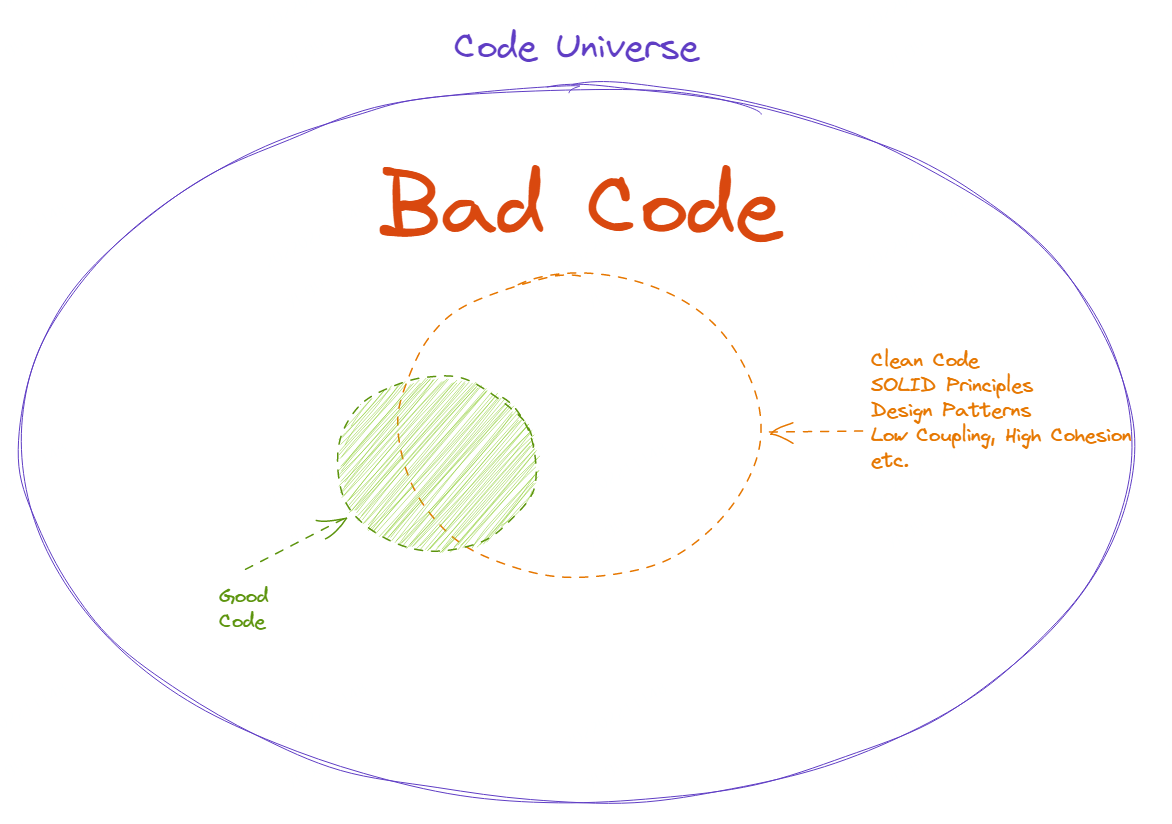 Code Universe
Bad Code
Clean Code
SOLID Principles
Design Patterns
Low Coupling, High Cohesion
etc.
Good
Code